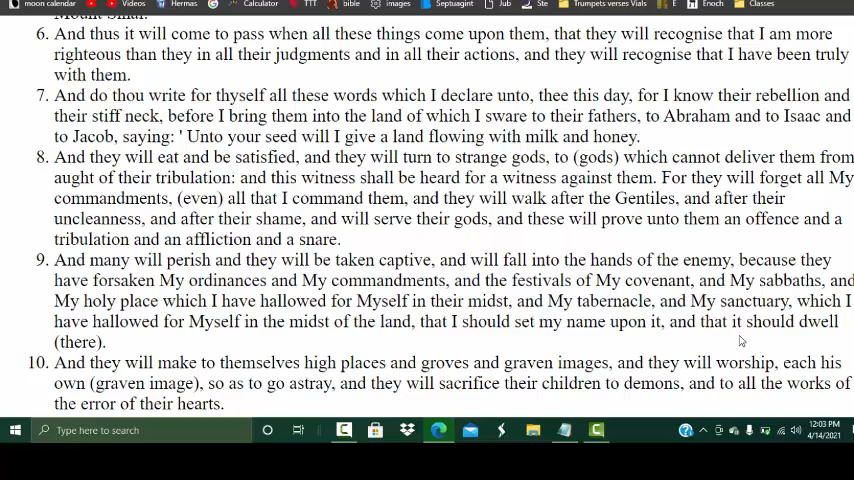 moon calendar Videos Hermas Calculator TTT bible images Septuagint Jub Ste Trumpets verses Vials E Enoch Classes
Mount Sinai.
6. And thus it will come to pass when all these things come upon them, that they will recognise that I am more
righteous than they in all their judgments and in all their actions, and they will recognise that I have been truly
with them.
7. And do thou write for thyself all these words which I declare unto, thee this day, for I know their rebellion and
their stiff neck, before I bring them into the land of which I sware to their fathers, to Abraham and to Isaac and
to Jacob, saying: ' Unto your seed will I give a land flowing with milk and honey.
8. And they will eat and be satisfied, and they will turn to strange gods, to (gods) which cannot deliver them from
aught of their tribulation: and this witness shall be heard for a witness against them. For they will forget all My
commandments, (even) all that I command them, and they will walk after the Gentiles, and after their
uncleanness, and after their shame, and will serve their gods, and these will prove unto them an offence and a
tribulation and an affliction and a snare.
9. And many will perish and they will be taken captive, and will fall into the hands of the enemy, because they
have forsaken My ordinances and My commandments, and the festivals of My covenant, and My sabbaths, and
My holy place which I have hallowed for Myself in their midst, and My tabernacle, and My sanctuary, which I
have hallowed for Myself in the midst of the land, that I should set my name upon it, and that it should dwell
(there).
10. And they will make to themselves high places and groves and graven images, and they will worship, each his
own (graven image), so as to go astray, and they will sacrifice their children to demons, and to all the works of
the error of their hearts.
Type here to search
12:03 PM
4/14/2021